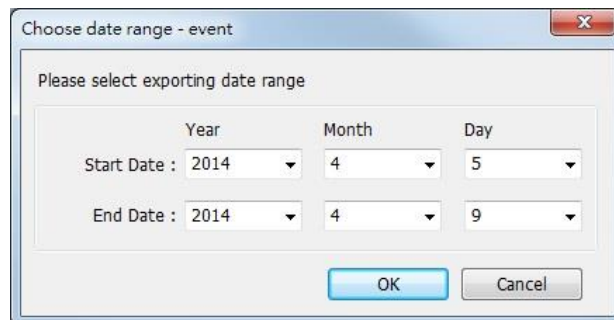 Choose date range - event
Please select exporting date range
Year Month Day
Start Date : 2014 4 5
End Date : 2014 4 9
OK Cancel